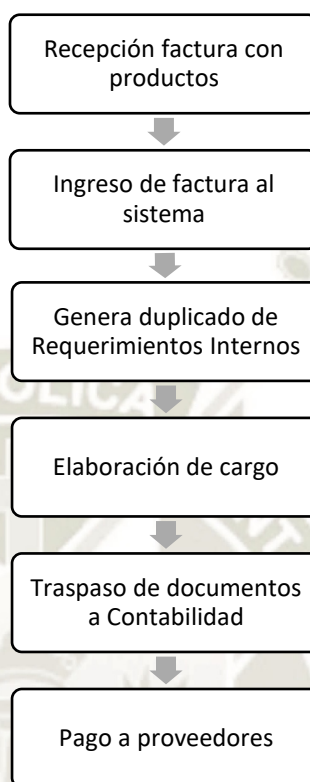 Recepción factura con
productos
Ingreso de factura al
sistema
Genera duplicado de
Requerimientos Internos
Elaboración de cargo
Traspaso de documentos
a Contabilidad
Pago a proveedores